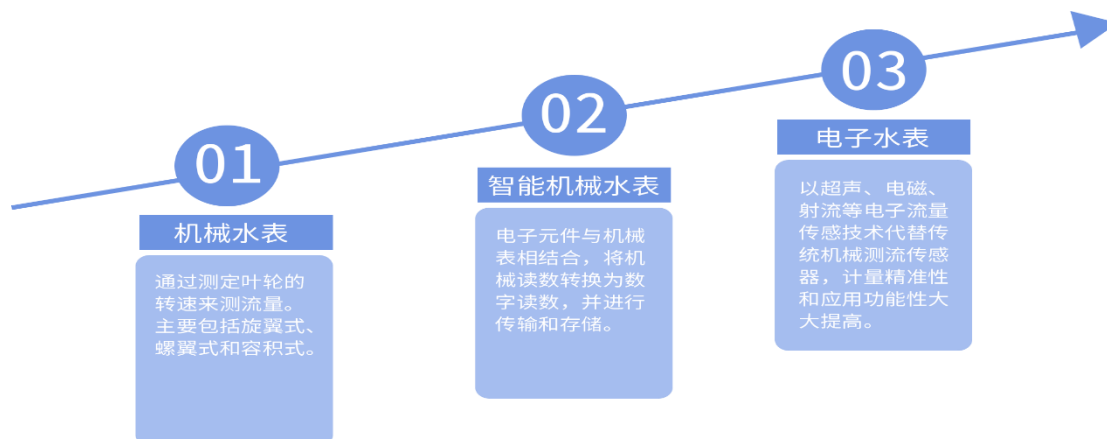 01
机械水表
通过测定叶轮的
转速来测流量。
主要包括旋翼式、
螺翼式和容积式。
02
智能机械水表
电子元件与机械
表相结合，将机
械读数转换为数
字读数，并进行
传输和存储。
03
电子水表
以超声、电磁、
射流等电子流量
传感技术代替传
统机械测流传感
器，计量精准性
和应用功能性大
大提高。